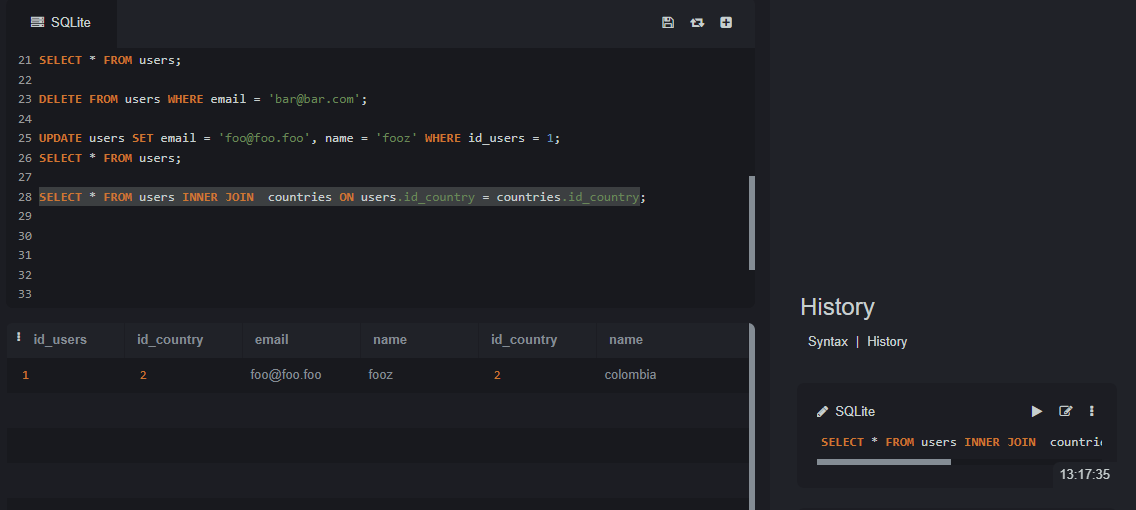 SQLite
21 SELECT * FROM users;
22
23 DELETE FROM users WHERE email = 'bar@bar.com';
24
25 UPDATE users SET email = 'foo@foo.foo', name = 'fooz' WHERE id_users = 1;
26 SELECT * FROM users;
27
28 SELECT * FROM users INNER JOIN  countries ON users.id_country = countries.id_country;
29
30
31
32
33
id_users id_country email name id_country name
1 2 foo@foo.foo fooz 2 colombia
History
Syntax | History
SQLite
SELECT * FROM users INNER JOIN  countri
13:17:35